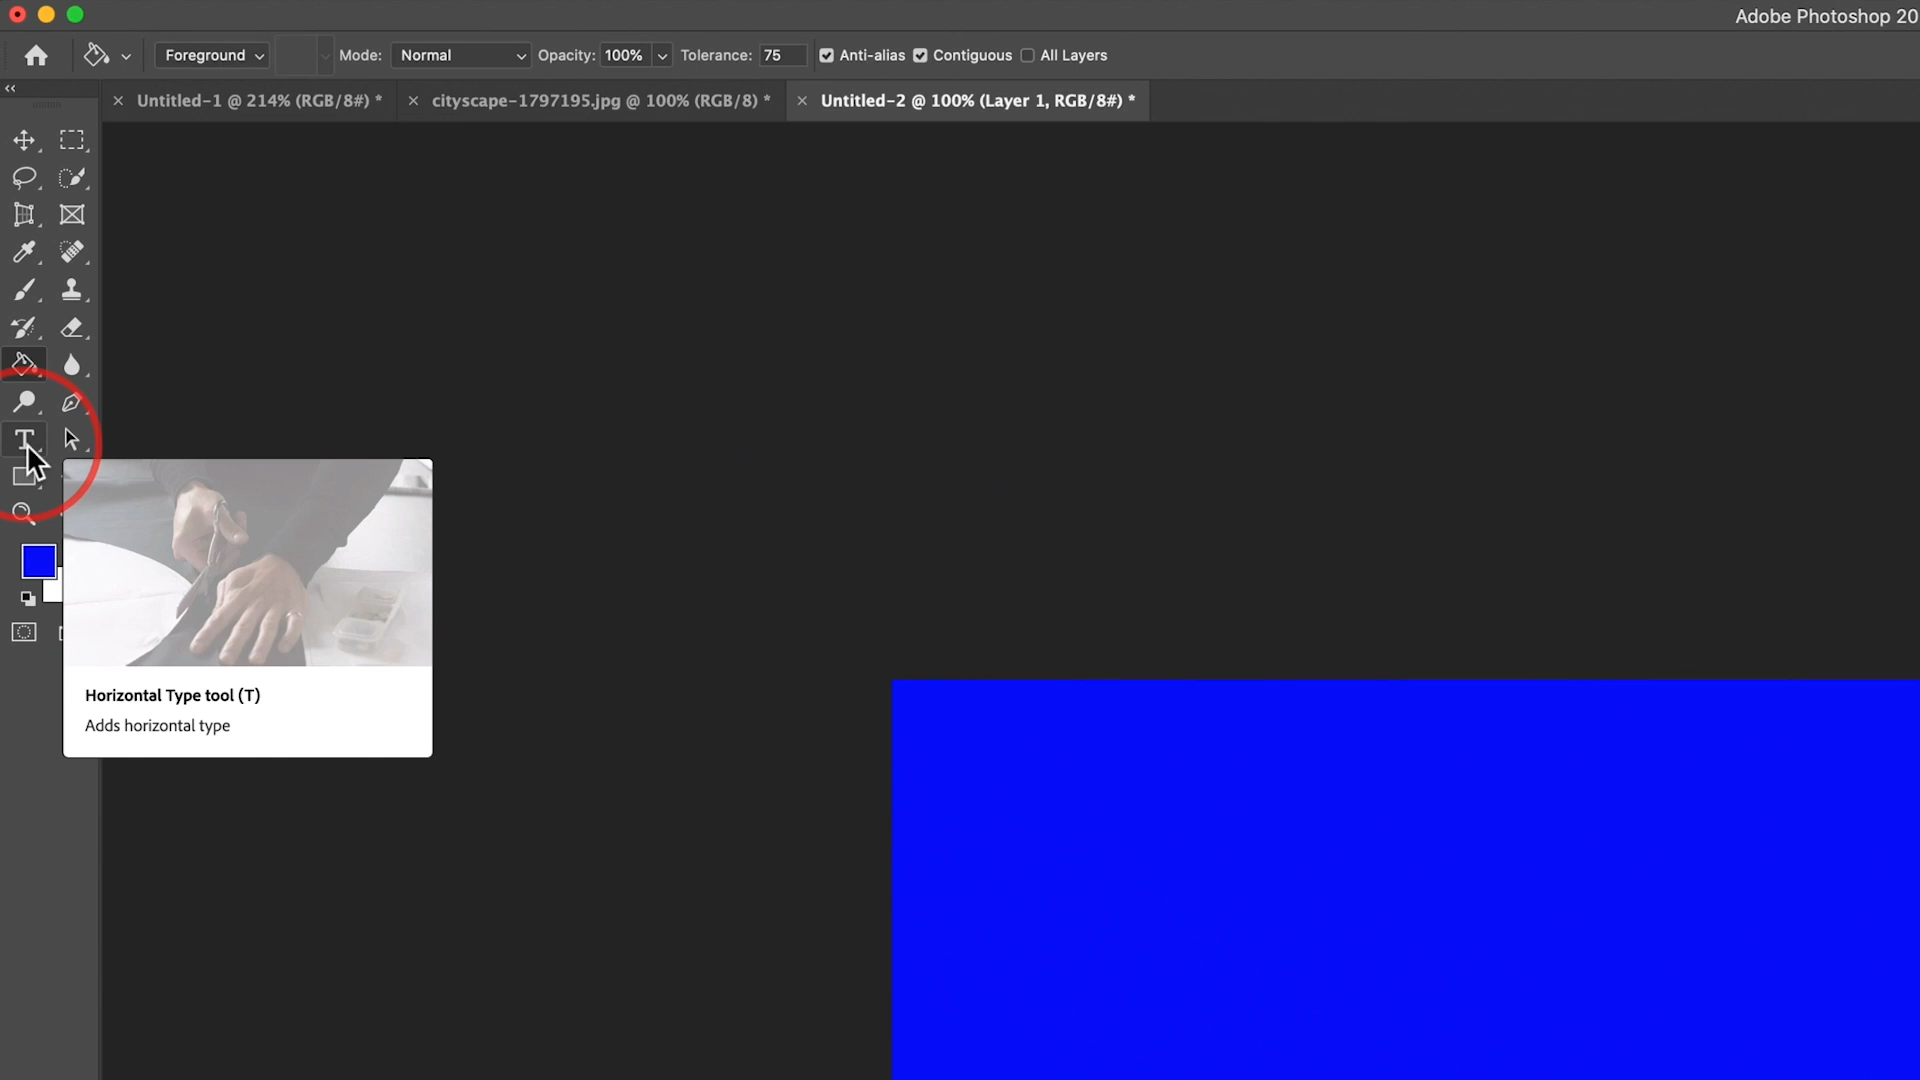 Adobe Photoshop 20
Foreground Mode: Normal Opacity: 100% Tolerance: 75 Anti-alias Contiguous All Layers
Untitled-1 @ 214% (RGB/8#) * cityscape-1797195.jpg @ 100% (RGB/8) * Untitled-2 @ 100% (Layer 1, RGB/8#) *
Horizontal Type tool (T)
Adds horizontal type